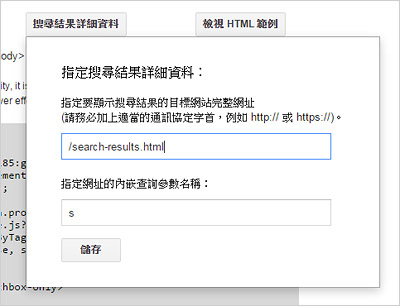 搜尋結果詳細資料
檢視 HTML 範例
ody>
指定搜尋結果詳細資料：
ity, it is
指定要顯示搜尋結果的目標網站完整網址
ver effe
(請務必加上適當的通訊協定字首，例如 http:// 或 https://)。
/search-results.html
185:g
ement
;
指定網址的內嵌查詢參數名稱：
n.pro
s
e.js?
yTag
e, s
儲存
hbox-only>